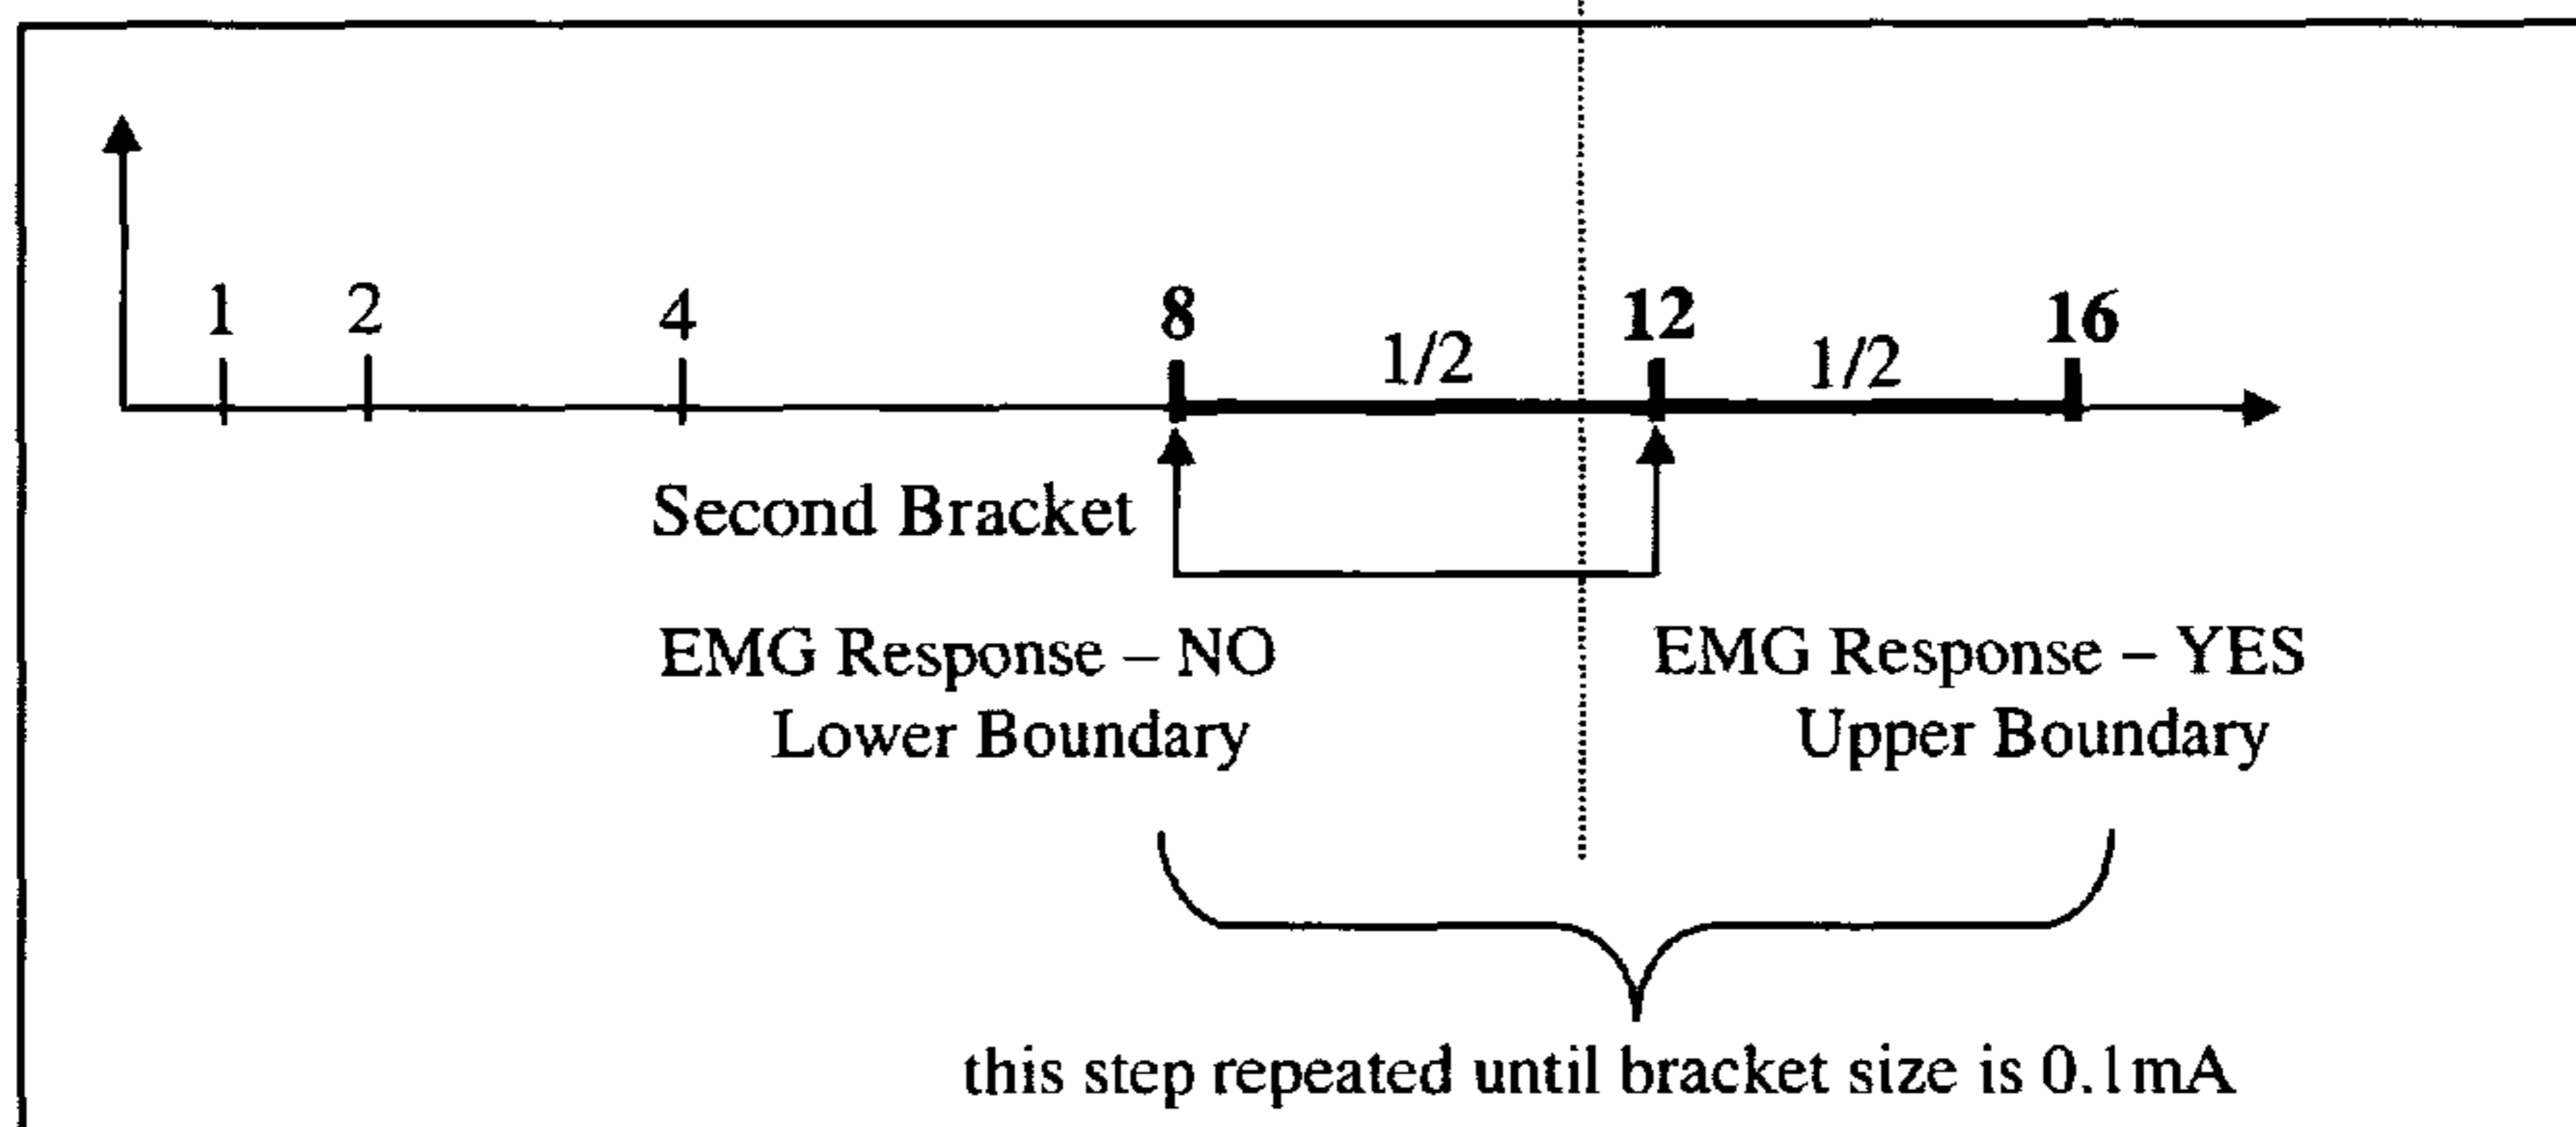 1 2 4 8 1/2 12 1/2 16
Second Bracket
EMG Response – NO EMG Response – YES
Lower Boundary Upper Boundary
this step repeated until bracket size is 0.1mA